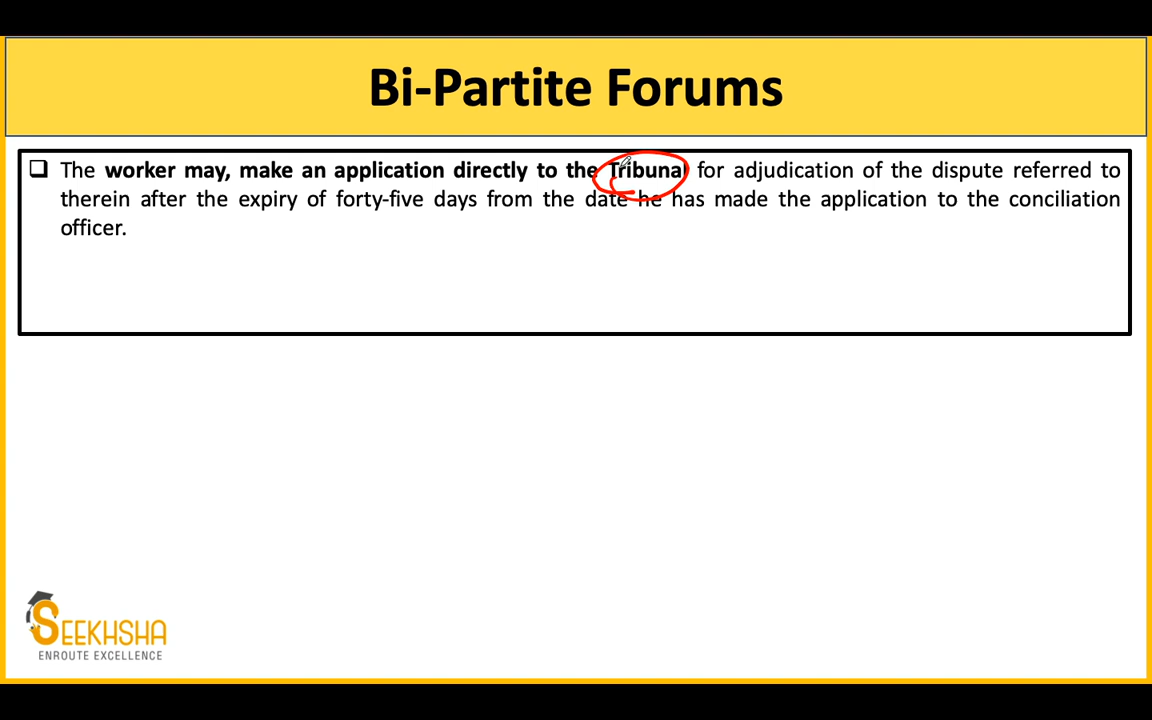 Bi-Partite Forums
The worker may, make an application directly to the Tribunal for adjudication of the dispute referred to
therein after the expiry of forty-five days from the date he has made the application to the conciliation
officer.
SEEKHSHA
ENROUTE EXCELLENCE